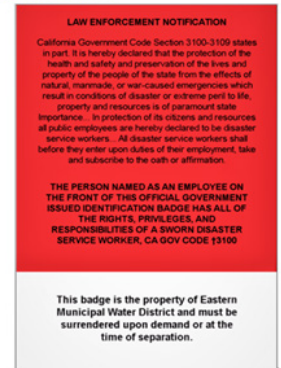 LAW ENFORCEMENT NOTIFICATION
California Government Code Section 3100-3109 states
in part. It is hereby declared that the protection of the
health and safety and preservation of the lives and
property of the people of the state from the effects of
natural, manmade, or war-caused emergencies which
result in conditions of disaster or extreme peril to life,
property and resources is of paramount state
Importance... In protection of its citizens and resources
all public employees are hereby declared to be disaster
service workers... All disaster service workers shall
before they enter upon duties of their employment, take
and subscribe to the oath or affirmation.
THE PERSON NAMED AS AN EMPLOYEE ON
THE FRONT OF THIS OFFICIAL GOVERNMENT
ISSUED IDENTIFICATION BADGE HAS ALL OF
THE RIGHTS, PRIVILEGES, AND
RESPONSIBILITIES OF A SWORN DISASTER
SERVICE WORKER, CA GOV CODE †3100
This badge is the property of Eastern
Municipal Water District and must be
surrendered upon demand or at the
time of separation.